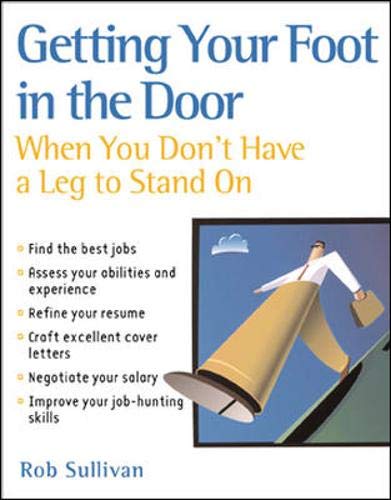 Getting Your Foot
in the Door
When You Don't Have
a Leg to Stand On
Find the best jobs
Assess your abilities and
experience
Refine your resume
Craft excellent cover
letters
Negotiate your salary
Improve your job-hunting
skills
Rob Sullivan